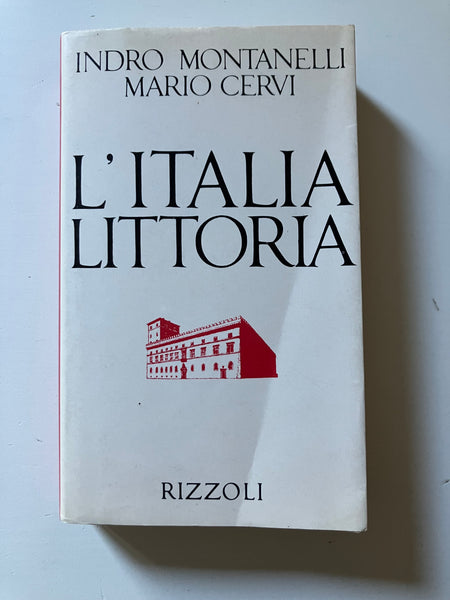 INDRO MONTANELLI
MARIO CERVI
L'ITALIA
LITTORIA
RIZZOLI